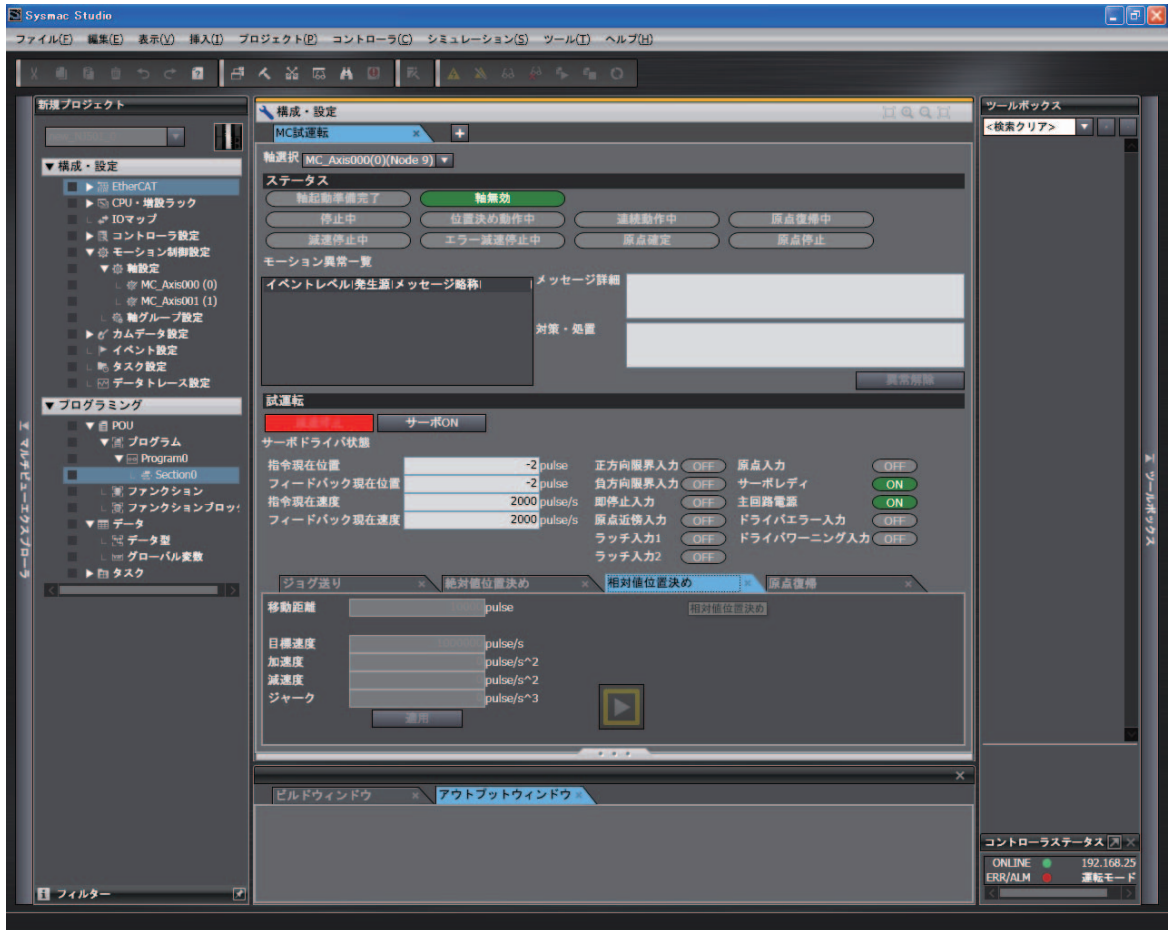 Sysmac Studio
ファイル(F) 編集(E) 表示(V) 挿入(I) プロジェクト(P) コントローラ(C) シミュレーション(S) ツール(T) ヘルプ(H)
新規プロジェクト
▼構成・設定
▶ EtherCAT
▶ CPU・増設ラック
IOマップ
▶ コントローラ設定
▼ モーション制御設定
▼ 軸設定
MC_Axis000 (0)
MC_Axis001 (1)
軸グループ設定
▶ カムデータ設定
▶ イベント設定
タスク設定
データトレース設定
▼プログラミング
▼ POU
▼ プログラム
▼ Program0
Section0
ファンクション
ファンクションブロッ
▼ データ
データ型
グローバル変数
▶ タスク
フィルター
マルチビューエクスプローラ
構成・設定
MC試運転
軸選択 MC_Axis000(0)(Node 9)
ステータス
軸起動準備完了 軸無効
停止中 位置決め動作中 連続動作中 原点復帰中
減速停止中 エラー減速停止中 原点確定 原点停止
モーション異常一覧
イベントレベル 発生源 メッセージ略称
メッセージ詳細
対策・処置
異常解除
試運転
減速停止 サーボON
サーボドライバ状態
指令現在位置 -2 pulse 正方向限界入力 OFF 原点入力 OFF
フィードバック現在位置 -2 pulse 負方向限界入力 OFF サーボレディ ON
指令現在速度 2000 pulse/s 即停止入力 OFF 主回路電源 ON
フィードバック現在速度 2000 pulse/s 原点近傍入力 OFF ドライバエラー入力 OFF
ラッチ入力1 OFF ドライバワーニング入力 OFF
ラッチ入力2 OFF
ジョグ送り 絶対値位置決め 相対値位置決め 原点復帰
移動距離 pulse 相対値位置決め
目標速度 pulse/s
加速度 pulse/s^2
減速度 pulse/s^2
ジャーク pulse/s^3
適用
ビルドウィンドウ アウトプットウィンドウ
ツールボックス
<検索クリア>
ツールボックス
コントローラステータス
ONLINE 192.168.25
ERR/ALM 運転モード